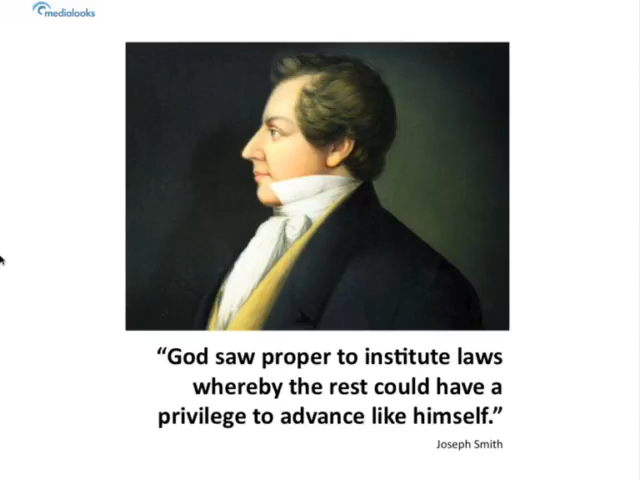 medialooks
“God saw proper to institute laws
whereby the rest could have a
privilege to advance like himself.”
Joseph Smith